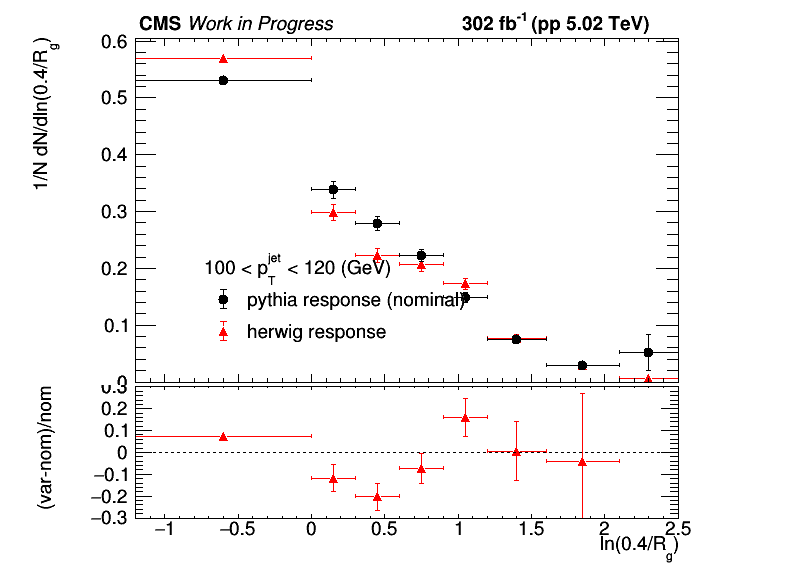 CMS Work in Progress 302 fb-1 (pp 5.02 TeV)
1/N dN/dln(0.4/Rg)
0.6
0.5
0.4
0.3
0.2
0.1
0
100 < pTjet < 120 (GeV)
pythia response (nominal)
herwig response
(var-nom)/nom
0.3
0.2
0.1
0
−0.1
−0.2
−0.3
−1 −0.5 0 0.5 1 1.5 2 2.5
ln(0.4/Rg)